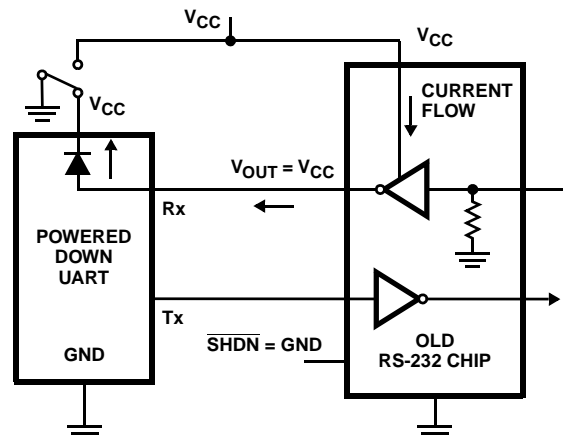 VCC
VCC
CURRENT
FLOW
VCC
VOUT = VCC
Rx
POWERED
DOWN
UART
Tx
GND
SHDN = GND
OLD
RS-232 CHIP